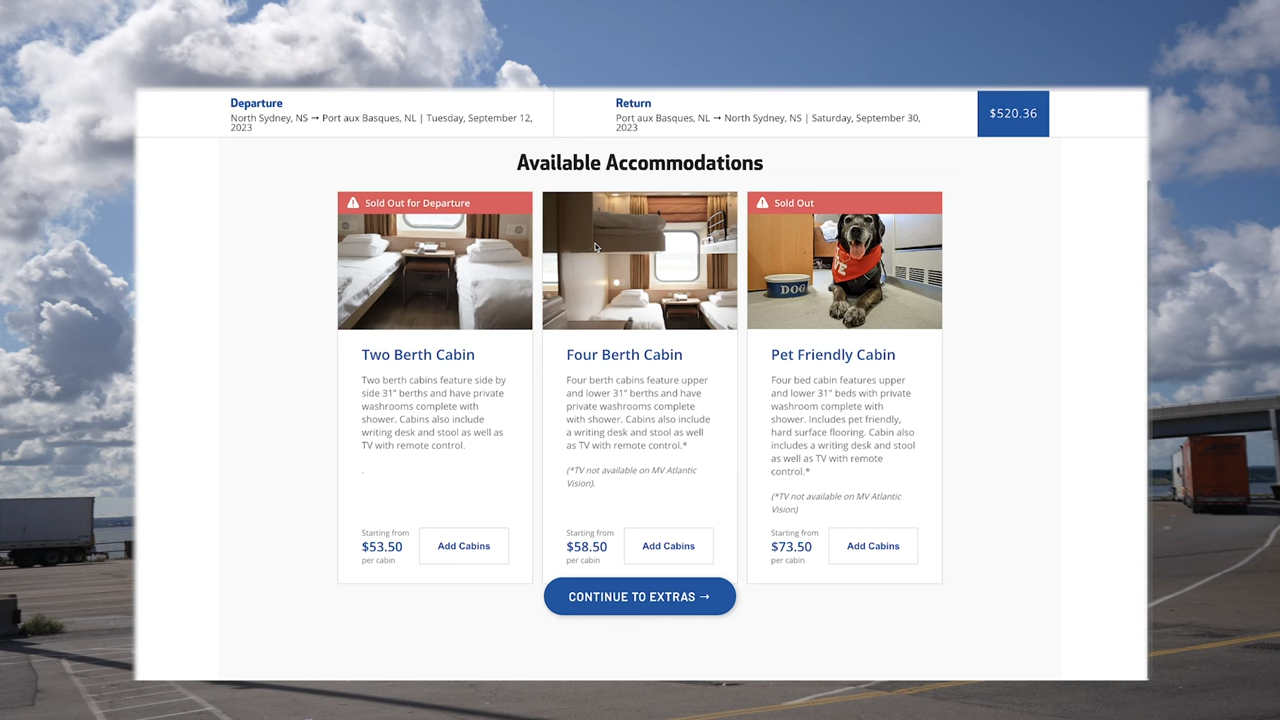 Departure
North Sydney, NS → Port aux Basques, NL | Tuesday, September 12,
2023
Return
Port aux Basques, NL → North Sydney, NS | Saturday, September 30,
2023
$520.36
Available Accommodations
Sold Out for Departure
Two Berth Cabin
Two berth cabins feature side by
side 31" berths and have private
washrooms complete with
shower. Cabins also include
writing desk and stool as well as
TV with remote control.
.
Starting from
$53.50
per cabin
Add Cabins
Four Berth Cabin
Four berth cabins feature upper
and lower 31" berths and have
private washrooms complete
with shower. Cabins also include
a writing desk and stool as well
as TV with remote control.*
(*TV not available on MV Atlantic
Vision).
Starting from
$58.50
per cabin
Add Cabins
Sold Out
DOG
Pet Friendly Cabin
Four bed cabin features upper
and lower 31" beds with private
washroom complete with
shower. Includes pet friendly,
hard surface flooring. Cabin also
includes a writing desk and stool
as well as TV with remote
control.*
(*TV not available on MV Atlantic
Vision)
Starting from
$73.50
per cabin
Add Cabins
CONTINUE TO EXTRAS →